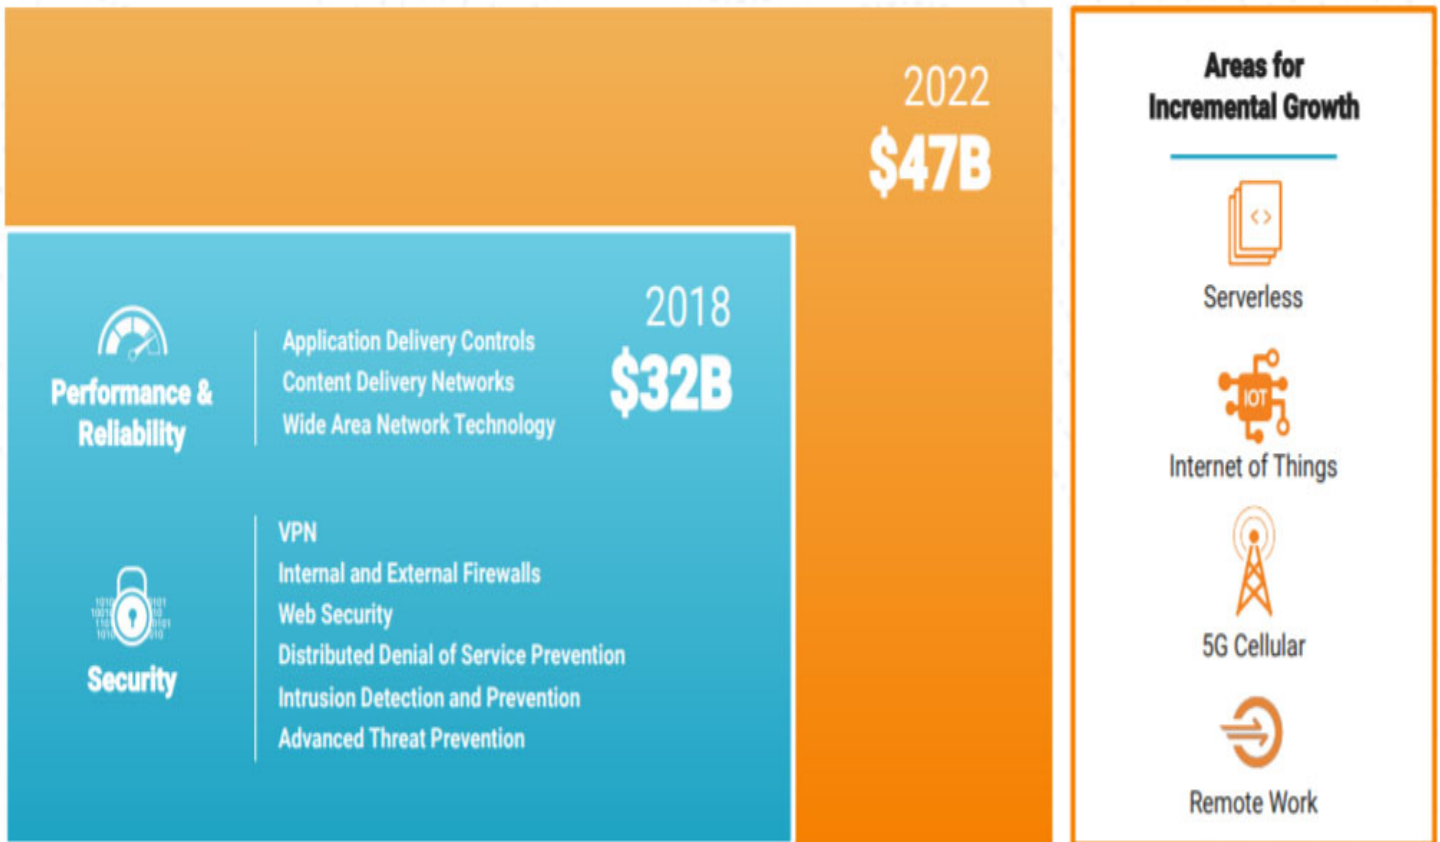 2022
$47B
2018
$32B
Performance &
Reliability
Application Delivery Controls
Content Delivery Networks
Wide Area Network Technology
Security
VPN
Internal and External Firewalls
Web Security
Distributed Denial of Service Prevention
Intrusion Detection and Prevention
Advanced Threat Prevention
Areas for
Incremental Growth
< >
Serverless
IOT
Internet of Things
5G Cellular
Remote Work